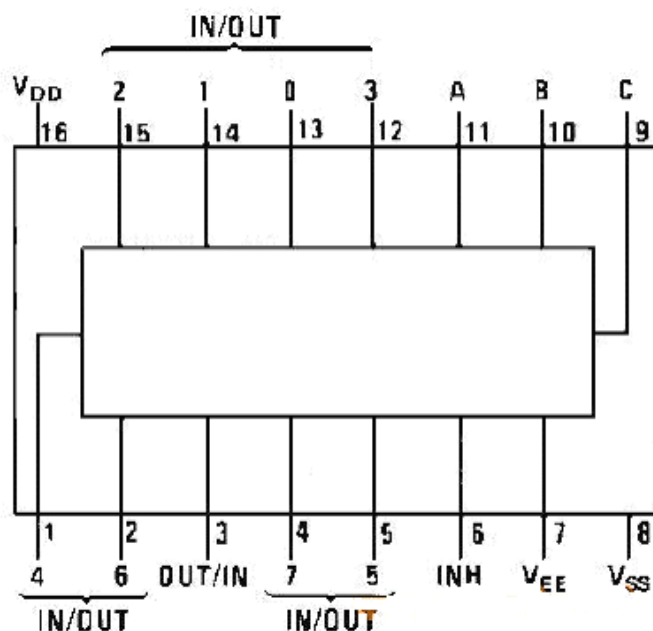 IN/OUT
VDD 2 1 0 3 A B C
16 15 14 13 12 11 10 9
1 2 3 4 5 6 7 8
4 6 OUT/IN 7 5 INH VEE VSS
IN/OUT IN/OUT